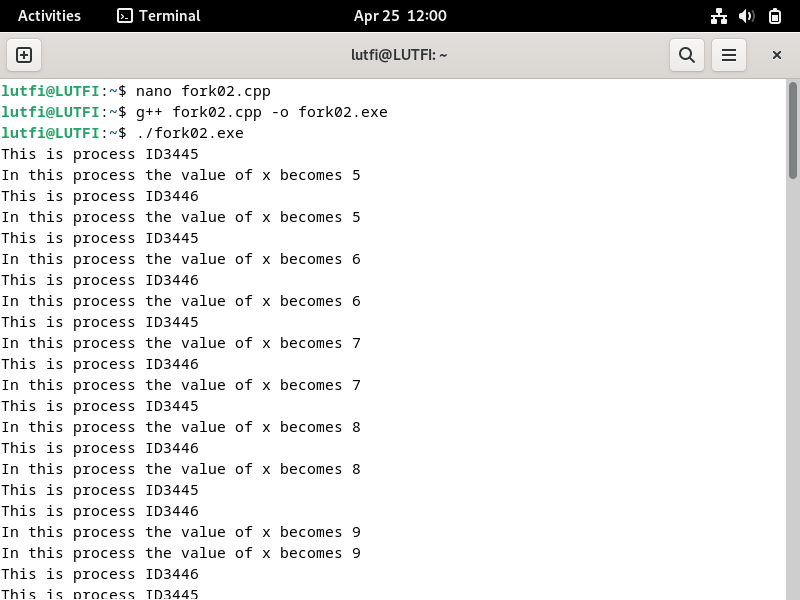 Activities Terminal Apr 25 12:00
lutfi@LUTFI: ~
lutfi@LUTFI:~$ nano fork02.cpp
lutfi@LUTFI:~$ g++ fork02.cpp -o fork02.exe
lutfi@LUTFI:~$ ./fork02.exe
This is process ID3445
In this process the value of x becomes 5
This is process ID3446
In this process the value of x becomes 5
This is process ID3445
In this process the value of x becomes 6
This is process ID3446
In this process the value of x becomes 6
This is process ID3445
In this process the value of x becomes 7
This is process ID3446
In this process the value of x becomes 7
This is process ID3445
In this process the value of x becomes 8
This is process ID3446
In this process the value of x becomes 8
This is process ID3445
This is process ID3446
In this process the value of x becomes 9
In this process the value of x becomes 9
This is process ID3446
This is process ID3445